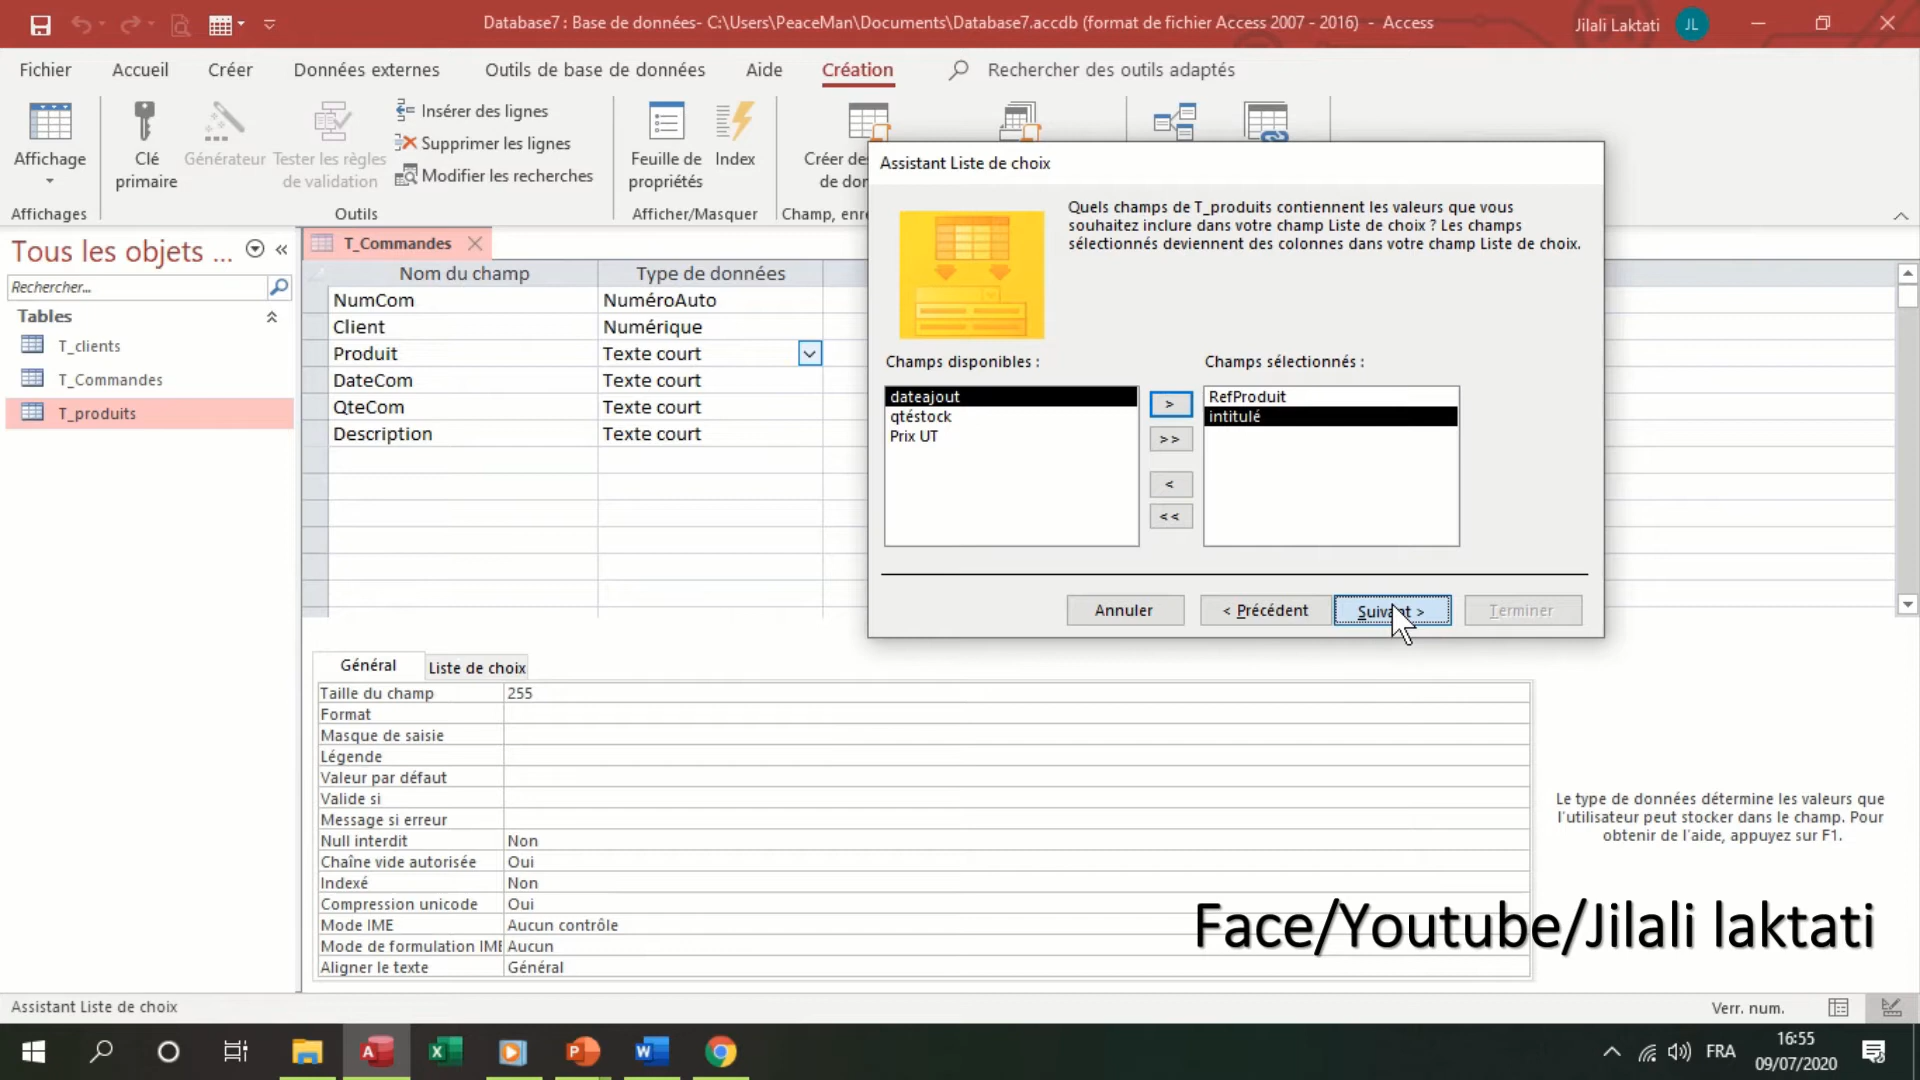 Database7 : Base de données- C:\Users\PeaceMan\Documents\Database7.accdb (format de fichier Access 2007 - 2016) - Access
Jilali Laktati
JL
Fichier
Accueil
Créer
Données externes
Outils de base de données
Aide
Création
Rechercher des outils adaptés
Affichage
Clé
primaire
Générateur
Tester les règles
de validation
Insérer des lignes
Supprimer les lignes
Modifier les recherches
Feuille de
propriétés
Index
Affichages
Outils
Afficher/Masquer
Assistant Liste de choix
Quels champs de T_produits contiennent les valeurs que vous
souhaitez inclure dans votre champ Liste de choix ? Les champs
sélectionnés deviennent des colonnes dans votre champ Liste de choix.
Champs disponibles :
dateajout
qtéstock
Prix UT
>
>>
<
<<
Champs sélectionnés :
RefProduit
intitulé
Annuler
< Précédent
Suivant >
Terminer
Tous les objets ...
Rechercher...
Tables
T_clients
T_Commandes
T_produits
T_Commandes
Nom du champ Type de données
NumCom NuméroAuto
Client Numérique
Produit Texte court
DateCom Texte court
QteCom Texte court
Description Texte court
Général Liste de choix
Taille du champ 255
Format
Masque de saisie
Légende
Valeur par défaut
Valide si
Message si erreur
Null interdit Non
Chaîne vide autorisée Oui
Indexé Non
Compression unicode Oui
Mode IME Aucun contrôle
Mode de formulation IME Aucun
Aligner le texte Général
Le type de données détermine les valeurs que
l'utilisateur peut stocker dans le champ. Pour
obtenir de l'aide, appuyez sur F1.
Face/Youtube/Jilali laktati
Assistant Liste de choix
Verr. num.
FRA
16:55
09/07/2020